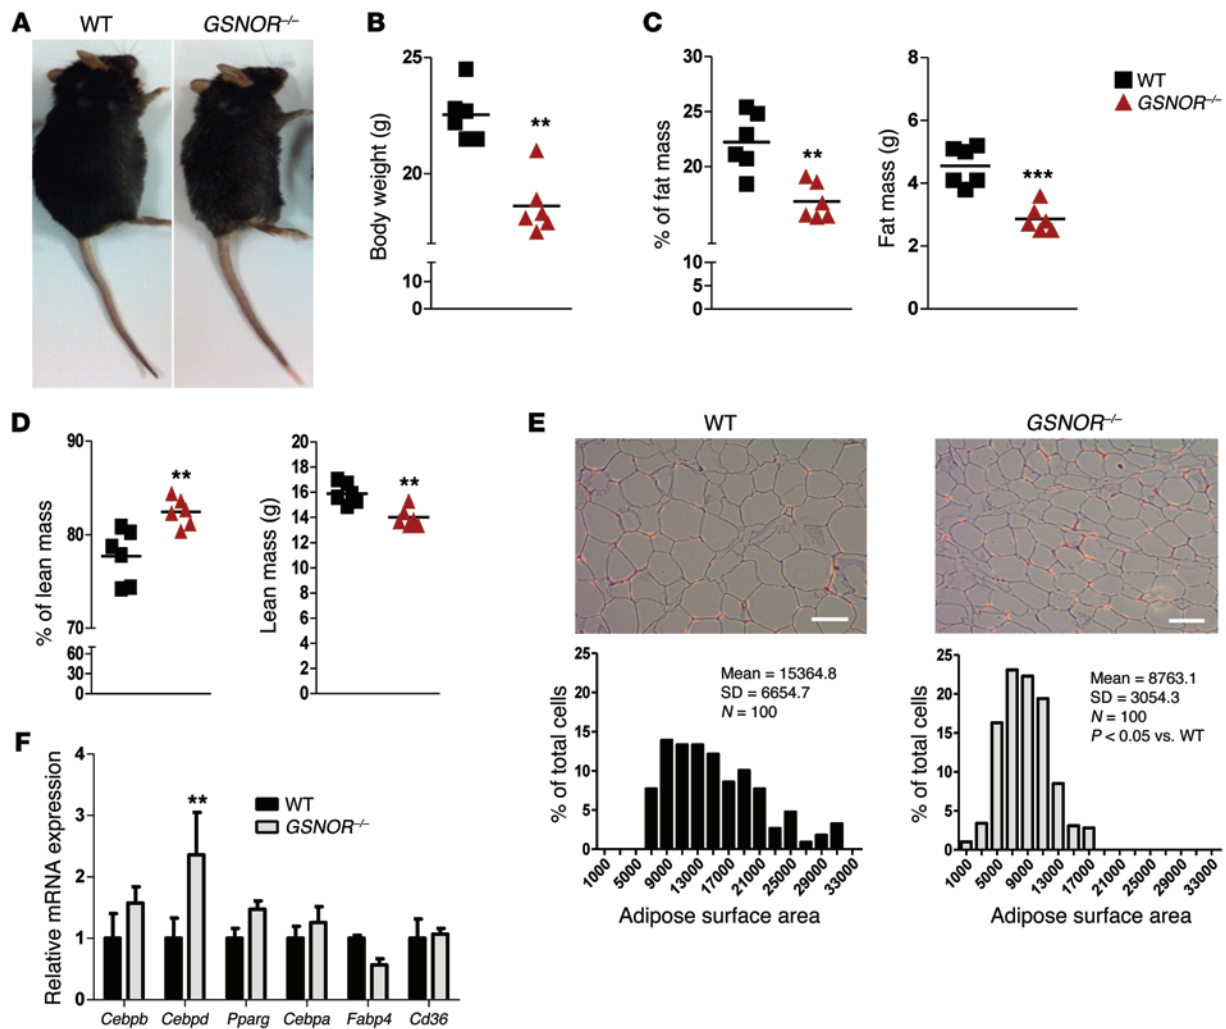 A
WT
GSNOR–/–
B
Body weight (g)
25
20
10
0
**
C
% of fat mass
30
25
20
10
5
0
**
Fat mass (g)
8
6
4
2
0
***
WT
GSNOR–/–
D
% of lean mass
90
80
70
60
30
0
**
Lean mass (g)
20
18
16
14
12
10
8
6
4
2
0
**
E
WT
GSNOR–/–
% of total cells
25
20
15
10
5
0
Mean = 15364.8
SD = 6654.7
N = 100
1000 5000 9000 13000 17000 21000 25000 29000 33000
Adipose surface area
% of total cells
25
20
15
10
5
0
Mean = 8763.1
SD = 3054.3
N = 100
P < 0.05 vs. WT
1000 5000 9000 13000 17000 21000 25000 29000 33000
Adipose surface area
F
Relative mRNA expression
4
3
2
1
0
**
WT
GSNOR–/–
Cebpb Cebpd Pparg Cebpa Fabp4 Cd36